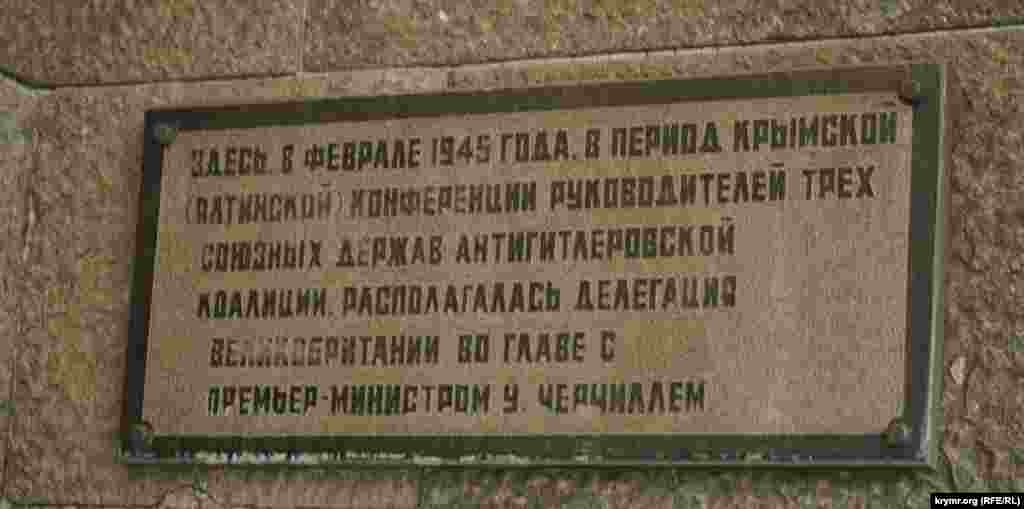 ЗДЕСЬ, В ФЕВРАЛЕ 1945 ГОДА, В ПЕРИОД КРЫМСКОЙ
(ЯЛТИНСКОЙ) КОНФЕРЕНЦИИ РУКОВОДИТЕЛЕЙ ТРЕХ
СОЮЗНЫХ ДЕРЖАВ АНТИГИТЛЕРОВСКОЙ
КОАЛИЦИИ, РАСПОЛАГАЛАСЬ ДЕЛЕГАЦИЯ
ВЕЛИКОБРИТАНИИ ВО ГЛАВЕ С
ПРЕМЬЕР-МИНИСТРОМ У. ЧЕРЧИЛЛЕМ
krymr.org (RFE/RL)